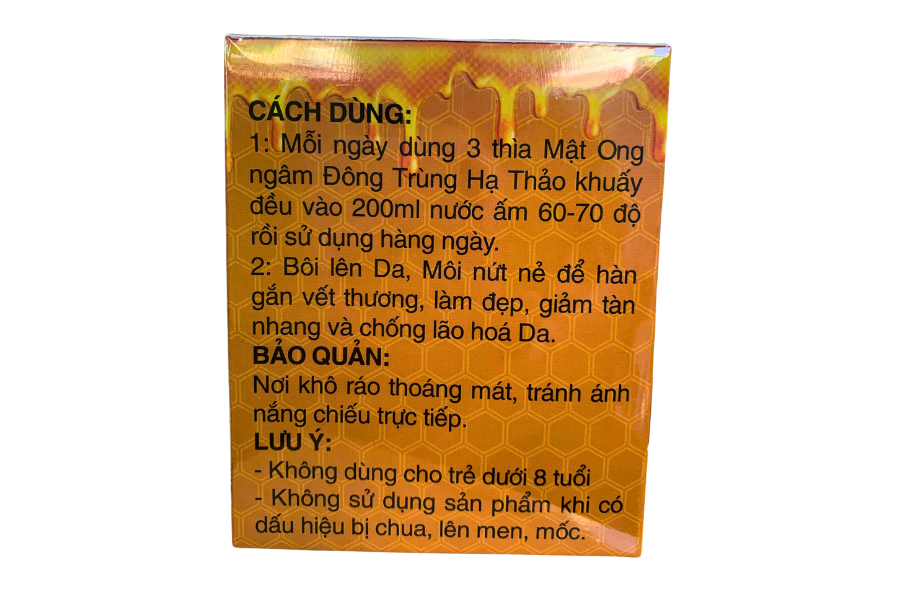 CÁCH DÙNG:
1: Mỗi ngày dùng 3 thìa Mật Ong
ngâm Đông Trùng Hạ Thảo khuấy
đều vào 200ml nước ấm 60-70 độ
rồi sử dụng hàng ngày.
2: Bôi lên Da, Môi nứt nẻ để hàn
gắn vết thương, làm đẹp, giảm tàn
nhang và chống lão hoá Da.
BẢO QUẢN:
Nơi khô ráo thoáng mát, tránh ánh
nắng chiếu trực tiếp.
LƯU Ý:
- Không dùng cho trẻ dưới 8 tuổi
- Không sử dụng sản phẩm khi có
dấu hiệu bị chua, lên men, mốc.